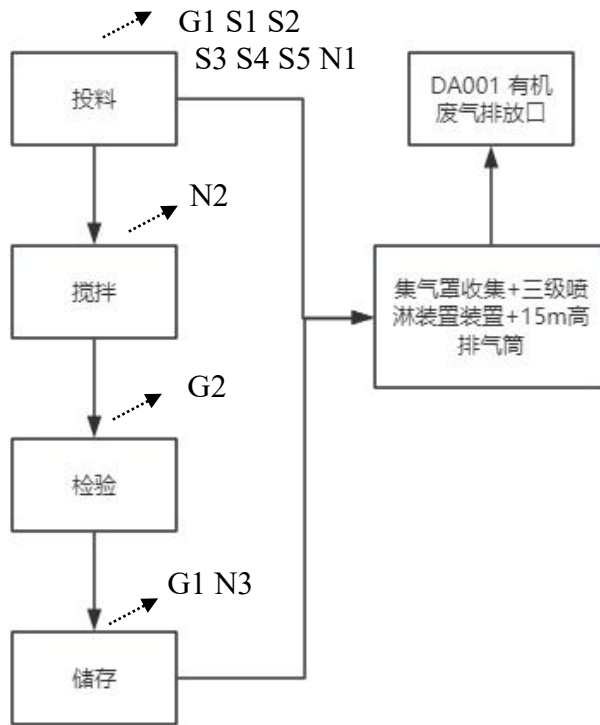 G1 S1 S2
S3 S4 S5 N1
投料
DA001 有机
废气排放口
N2
搅拌
集气罩收集+三级喷
淋装置装置+15m高
排气筒
G2
检验
G1 N3
储存